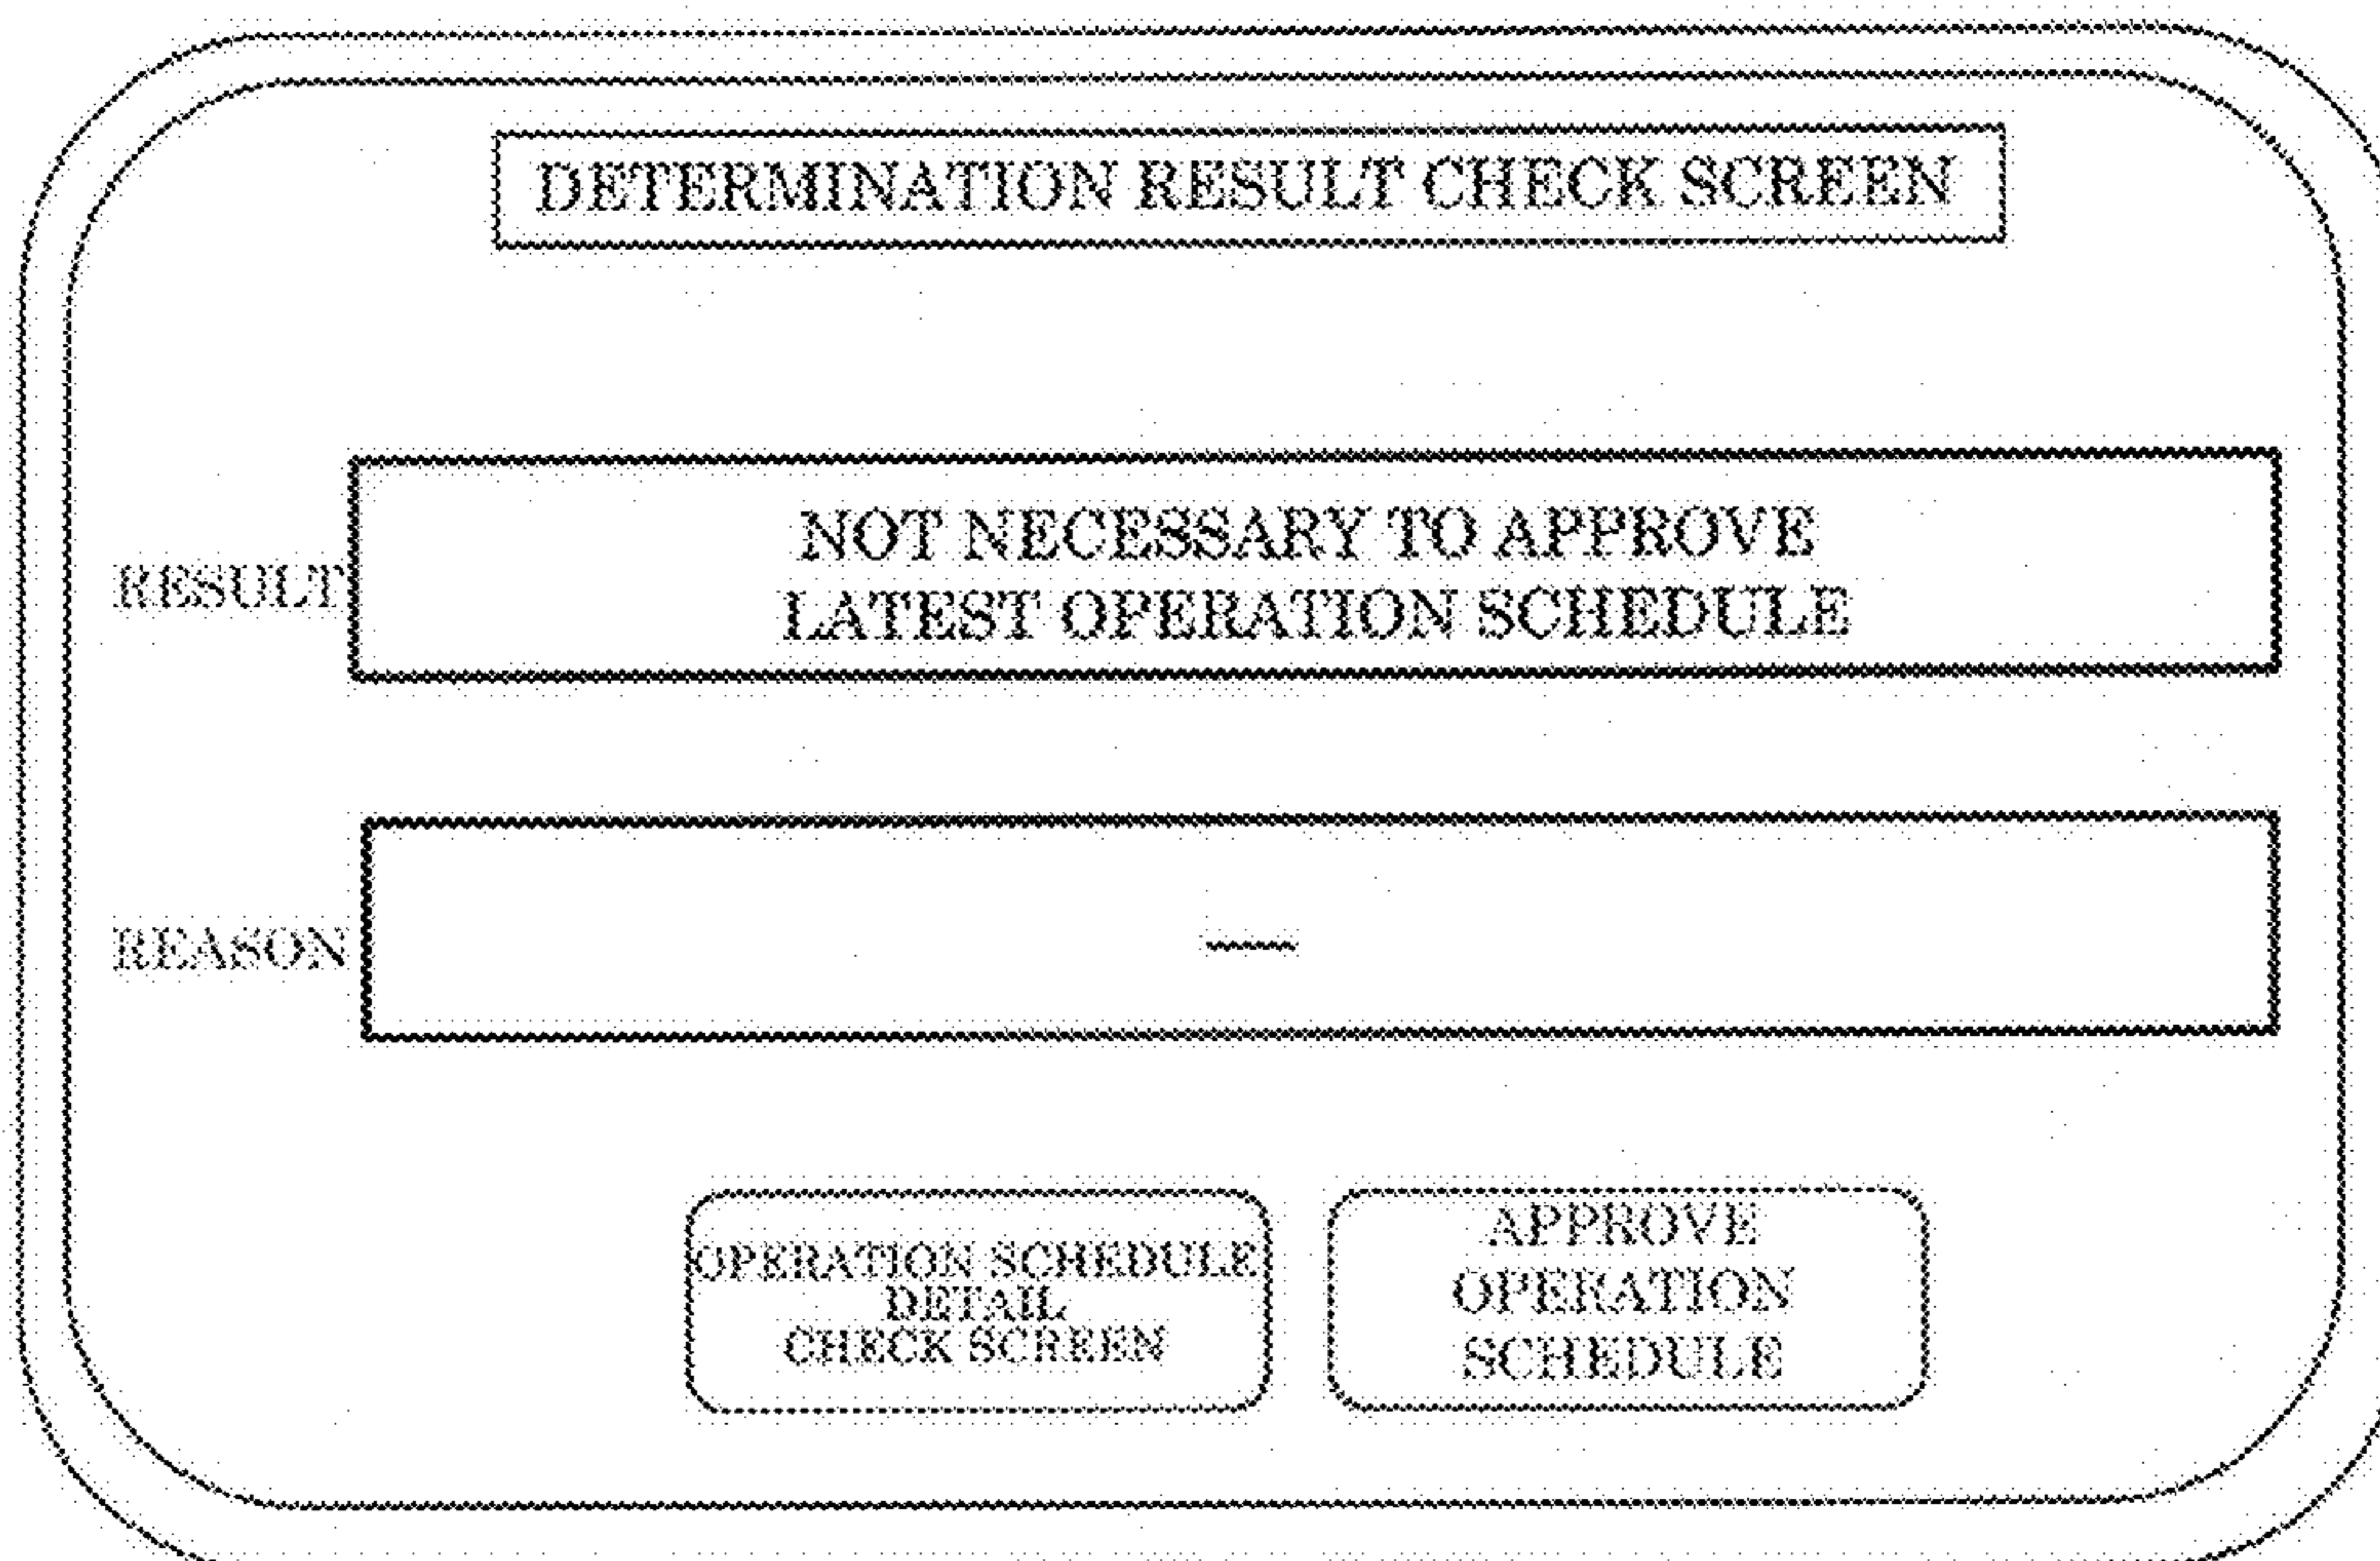 DETERMINATION RESULT CHECK SCREEN
RESULT
NOT NECESSARY TO APPROVE
LATEST OPERATION SCHEDULE
REASON
—
OPERATION SCHEDULE
DETAIL
CHECK SCREEN
APPROVE
OPERATION
SCHEDULE